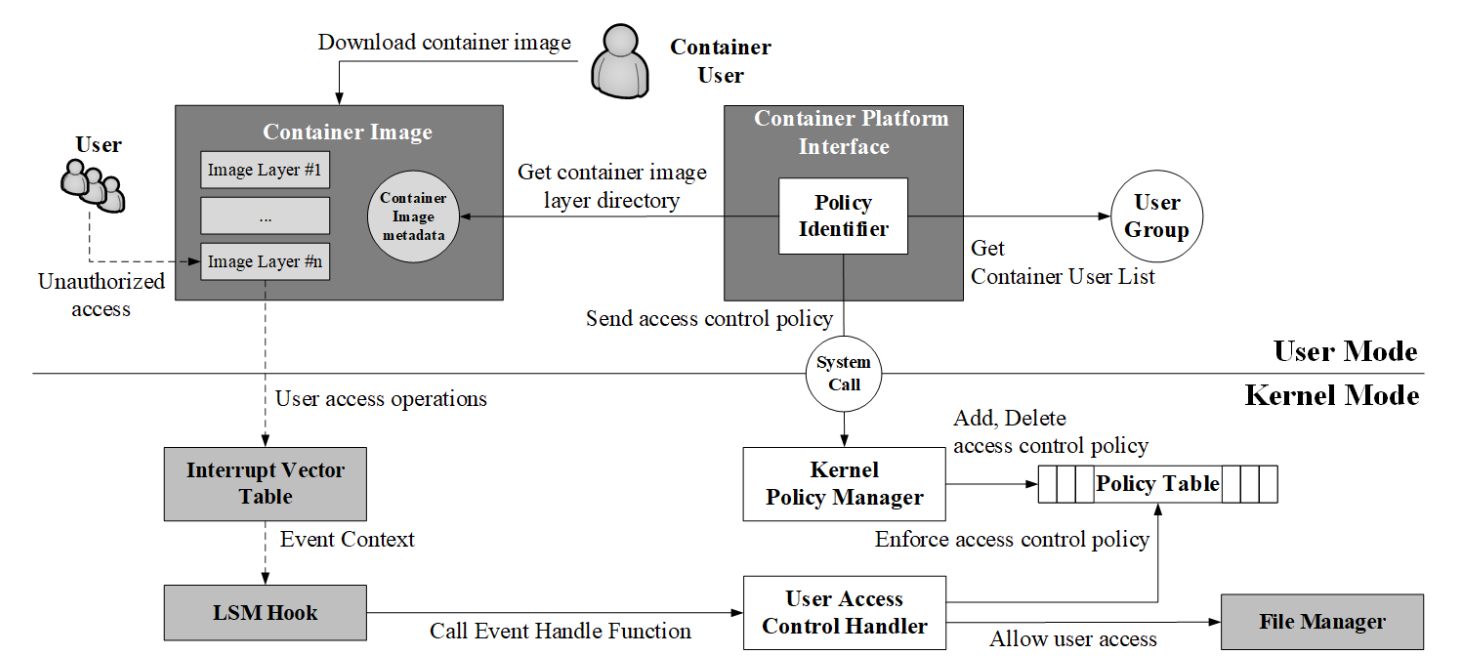 Download container image
Container
User
User
Container Image
Image Layer #1
...
Image Layer #n
Container
Image
metadata
Unauthorized
access
Get container image
layer directory
Container Platform
Interface
Policy
Identifier
User
Group
Get
Container User List
Send access control policy
System
Call
User Mode
Kernel Mode
User access operations
Interrupt Vector
Table
Event Context
LSM Hook
Call Event Handle Function
Kernel
Policy Manager
Add, Delete
access control policy
Policy Table
Enforce access control policy
User Access
Control Handler
Allow user access
File Manager